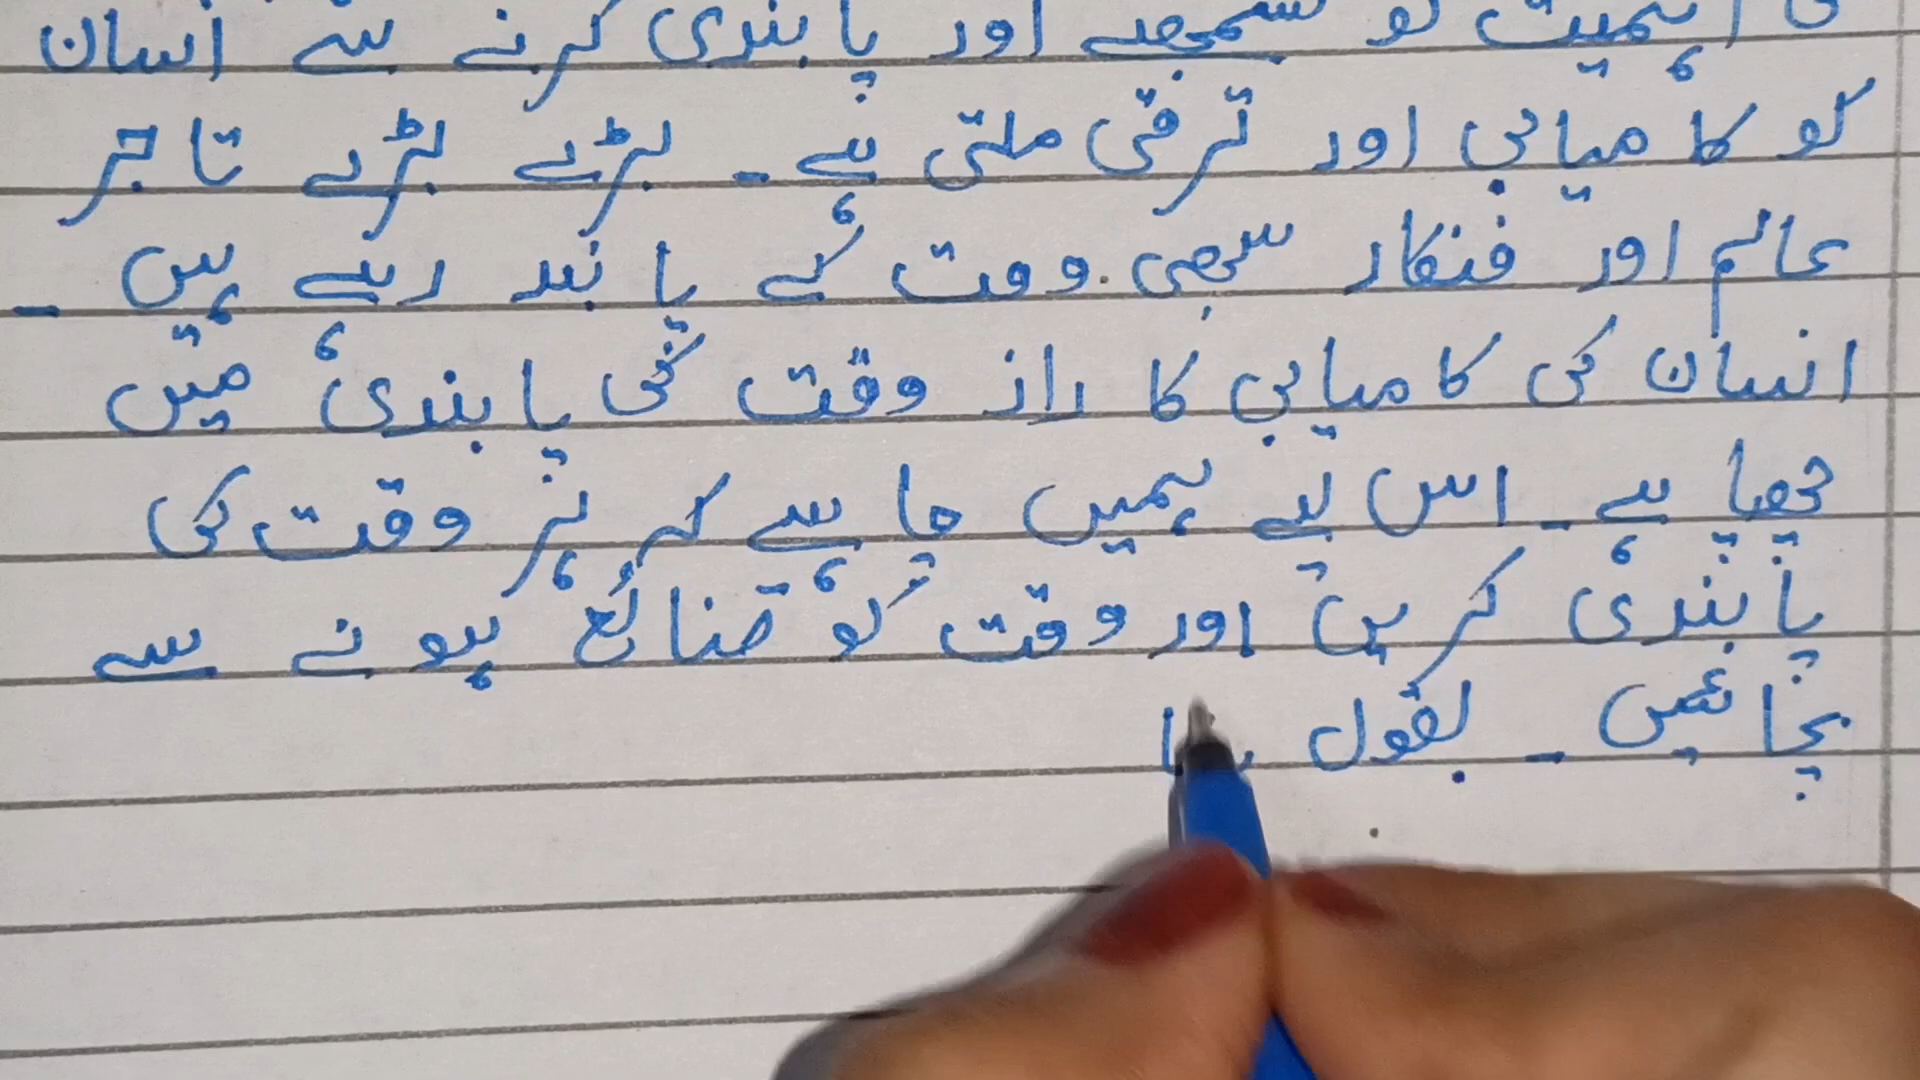 کی اہمیت کو سمجھنے اور پابندی کرنے سے انسان
کو کامیابی اور ترقی ملتی ہے۔ بڑے بڑے تاجر
عالم اور فنکار سبھی وقت کے پابند رہے ہیں۔
انسان کی کامیابی کا راز وقت کی پابندی میں
چھپا ہے۔ اس لیے ہمیں چاہیے کہ ہر وقت کی
پابندی کریں اور وقت کو ضائع ہونے سے
بچائیں۔ بقول